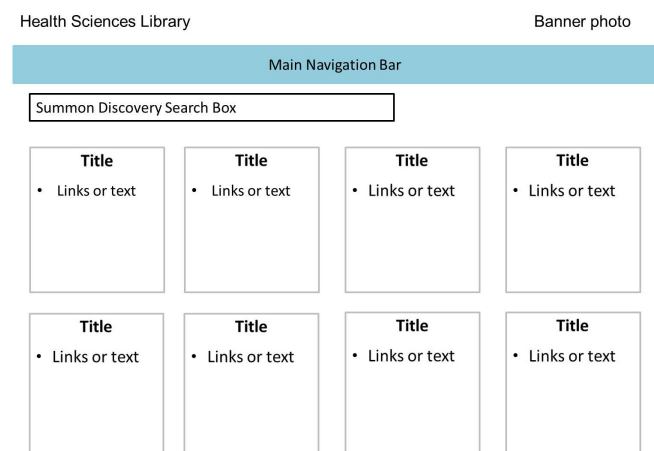 Health Sciences Library
Banner photo
Main Navigation Bar
Summon Discovery Search Box
Title
• Links or text
Title
• Links or text
Title
• Links or text
Title
• Links or text
Title
• Links or text
Title
• Links or text
Title
• Links or text
Title
• Links or text